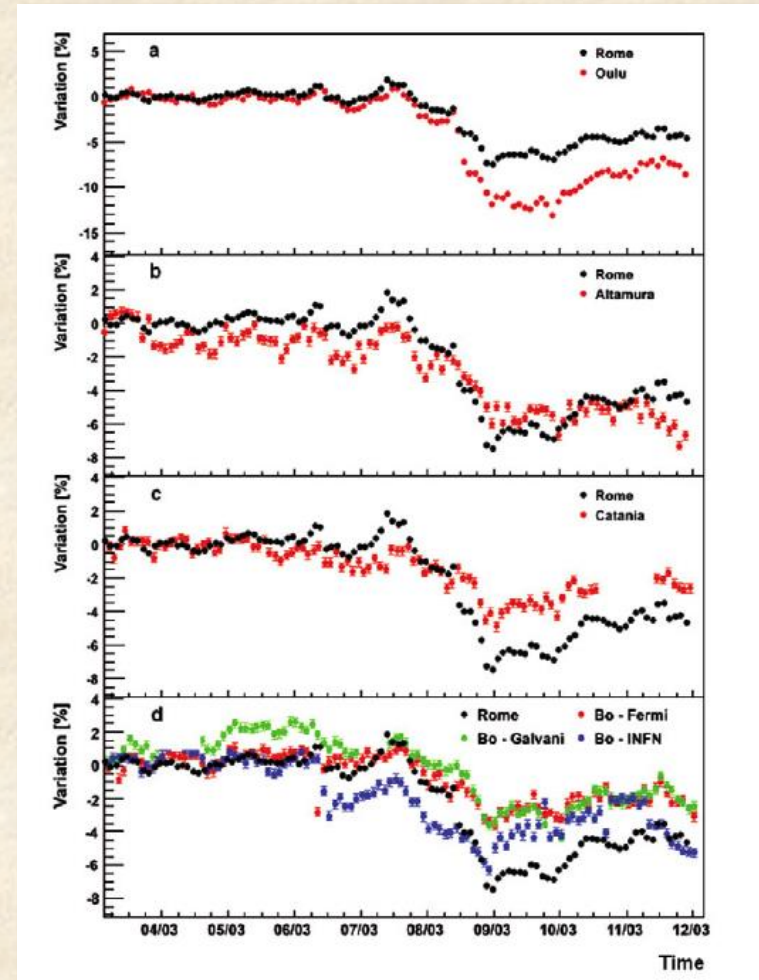 a
Rome
Oulu
Variation [%]
5
0
-5
-10
-15
b
Rome
Altamura
Variation [%]
4
2
0
-2
-4
-6
-8
c
Rome
Catania
Variation [%]
4
2
0
-2
-4
-6
-8
d
Rome Bo - Fermi
Bo - Galvani Bo - INFN
Variation [%]
4
2
0
-2
-4
-6
-8
04/03 05/03 06/03 07/03 08/03 09/03 10/03 11/03 12/03
Time